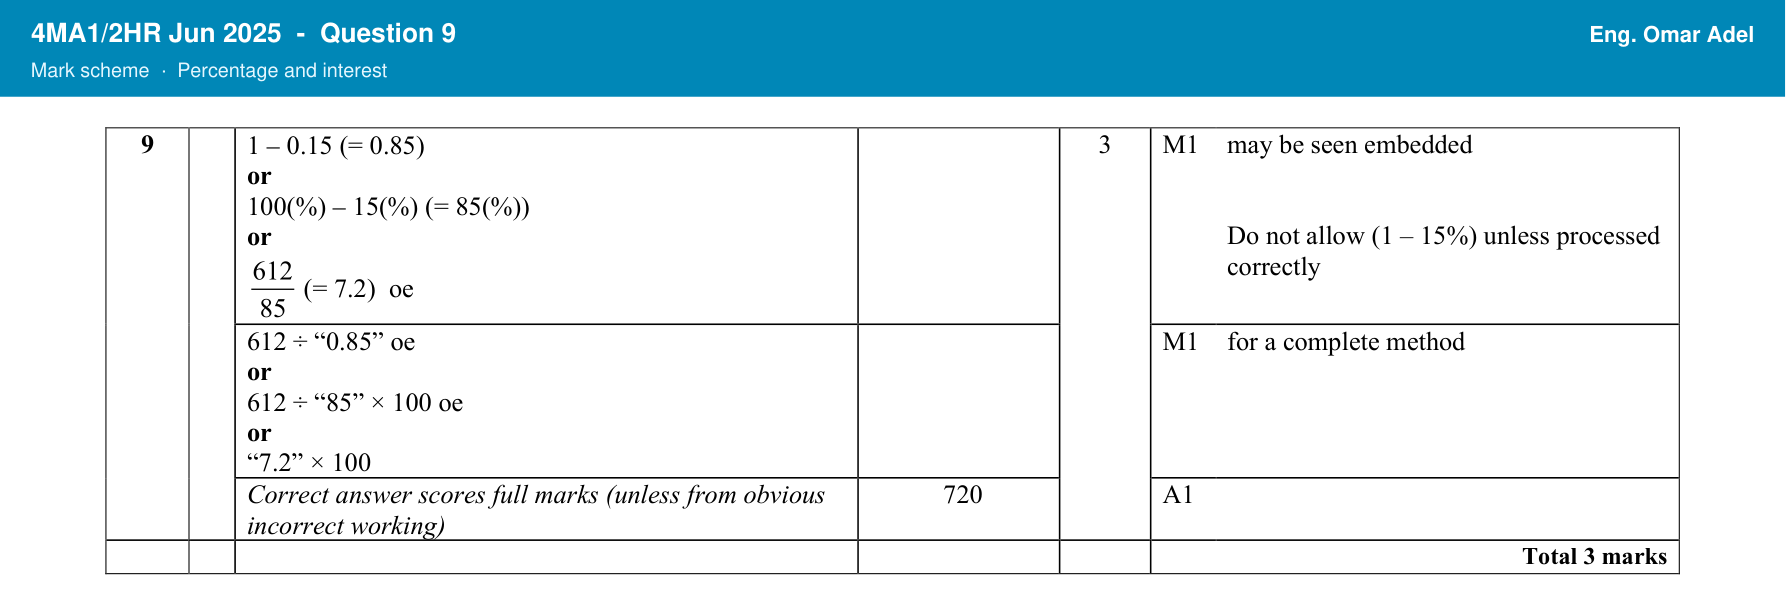 4MA1/2HR Jun 2025 - Question 9
Eng. Omar Adel
Mark scheme · Percentage and interest
9
1 – 0.15 (= 0.85)
3
M1 may be seen embedded
or
100(%) – 15(%) (= 85(%))
or
Do not allow (1 – 15%) unless processed
correctly
612
85
(= 7.2) oe
612 ÷ “0.85” oe
M1 for a complete method
or
612 ÷ “85” × 100 oe
or
“7.2” × 100
Correct answer scores full marks (unless from obvious
incorrect working)
720
A1
Total 3 marks